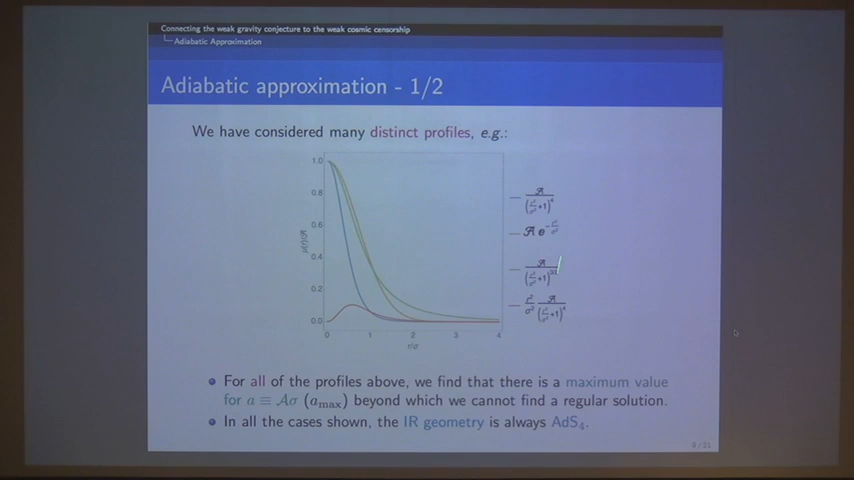 Connecting the weak gravity conjecture to the weak cosmic censorship
Adiabatic Approximation
Adiabatic approximation - 1/2
We have considered many distinct profiles, e.g.:
1.0
0.8
0.6
0.4
0.2
0.0
0 1 2 3 4
r/σ
For all of the profiles above, we find that there is a maximum value
for a ≡ 𝒜σ (a_max) beyond which we cannot find a regular solution.
In all the cases shown, the IR geometry is always AdS₄.